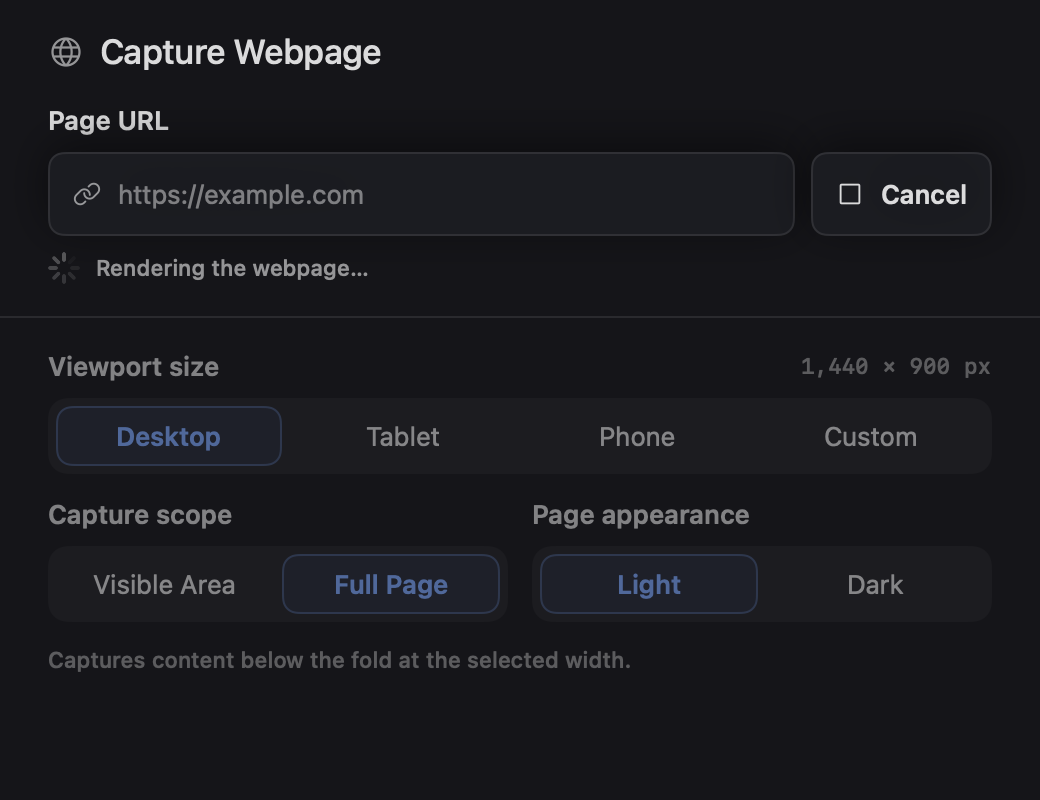 Capture Webpage
Page URL
https://example.com
Cancel
Rendering the webpage...
Viewport size
1,440 × 900 px
Desktop
Tablet
Phone
Custom
Capture scope
Page appearance
Visible Area
Full Page
Light
Dark
Captures content below the fold at the selected width.